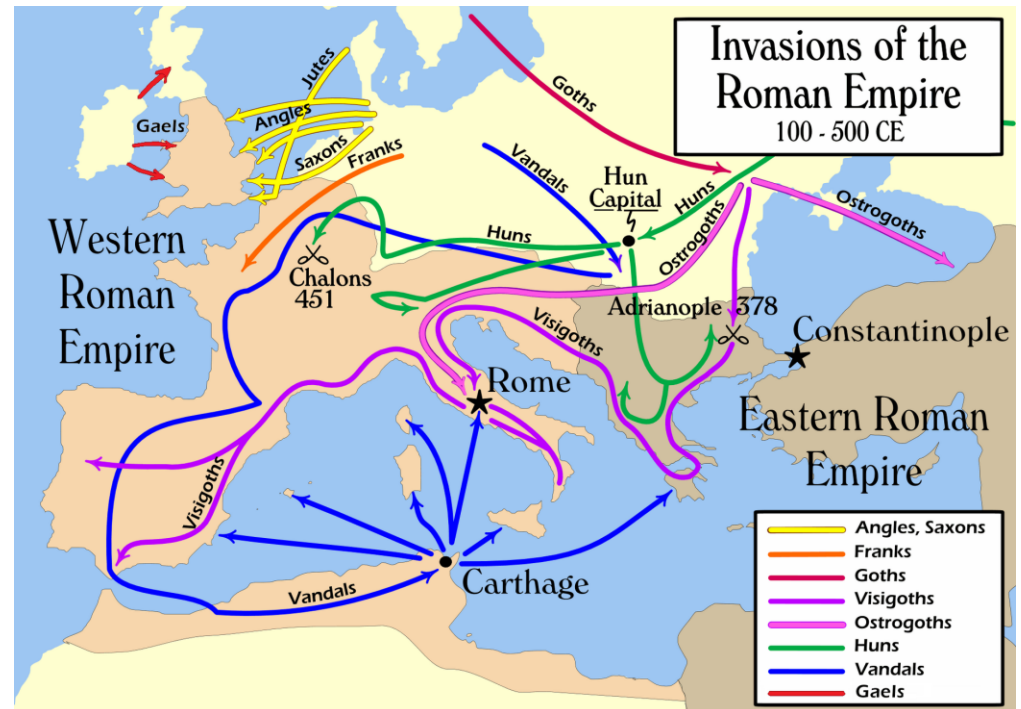 Invasions of the
Roman Empire
100 - 500 CE
Jutes
Angles
Saxons
Gaels
Franks
Goths
Vandals
Hun
Capital
Huns
Ostrogoths
Ostrogoths
Huns
Western
Roman
Empire
Chalons
451
Adrianople 378
Visigoths
Constantinople
Rome
Eastern Roman
Empire
Visigoths
Vandals
Carthage
Angles, Saxons
Franks
Goths
Visigoths
Ostrogoths
Huns
Vandals
Gaels